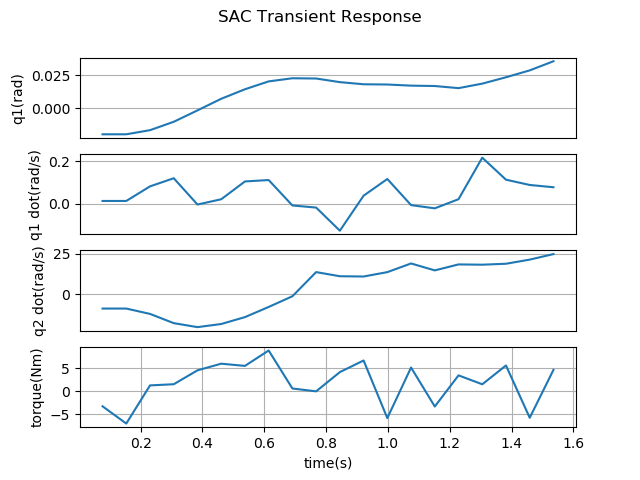 SAC Transient Response
0.025
0.000
q1(rad)
0.2
0.0
q1 dot(rad/s)
25
0
q2 dot(rad/s)
5
0
−5
torque(Nm)
0.2 0.4 0.6 0.8 1.0 1.2 1.4 1.6
time(s)